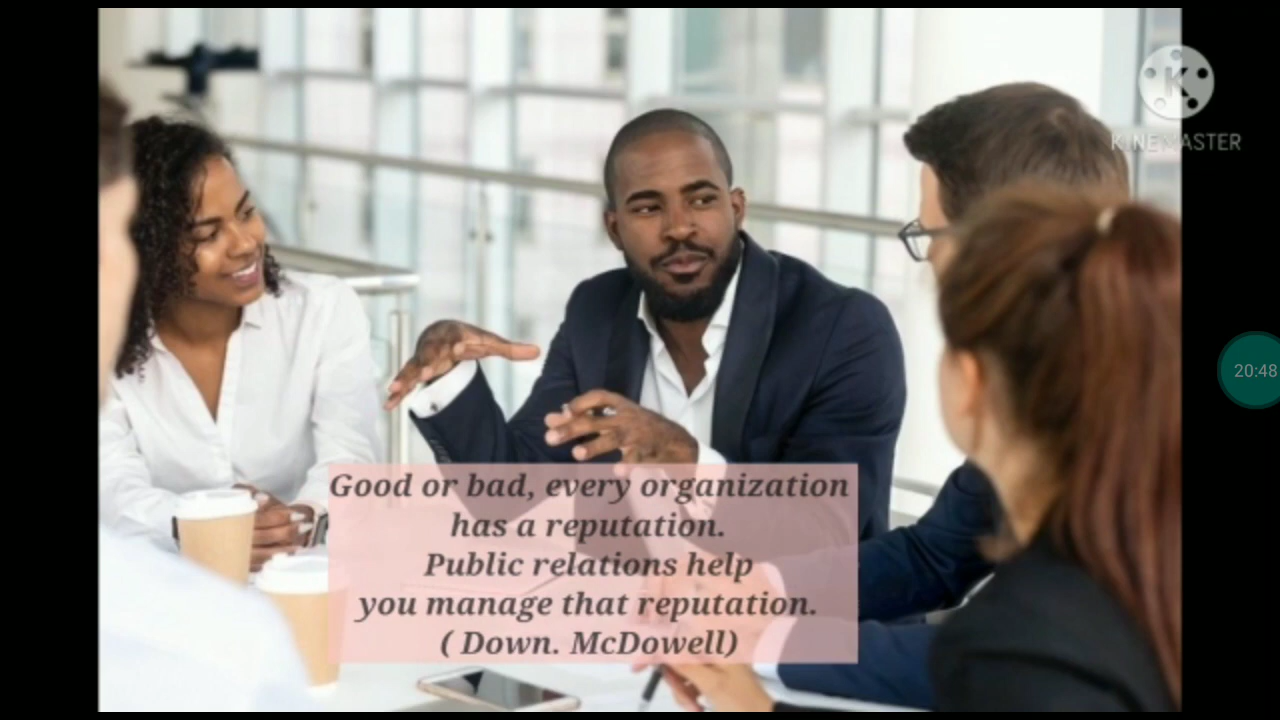 KINEMASTER
20:48
Good or bad, every organization
has a reputation.
Public relations help
you manage that reputation.
( Down. McDowell)